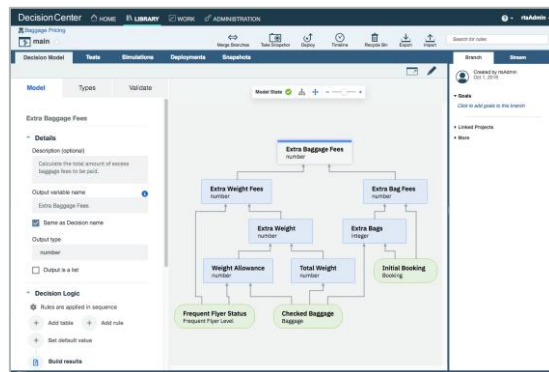 DecisionCenter HOME LIBRARY WORK ADMINISTRATION rtsAdmin
Baggage Pricing
main
Merge Branches Take Snapshot Deploy Timeline Recycle Bin Export Import
Search for rules
Decision Model Tests Simulations Deployments Snapshots
Branch Stream
Model Types Validate
Model State
Created by rtsAdmin
Oct 1, 2018
Goals
Click to add goals to this branch
Linked Projects
More
Extra Baggage Fees
Details
Description (optional)
Calculate the total amount of excess
baggage fees to be paid.
Output variable name
Extra Baggage Fees
Same as Decision name
Output type
number
Output is a list
Decision Logic
Rules are applied in sequence
Add table Add rule
Set default value
Build results
Extra Baggage Fees
number
Extra Weight Fees
number
Extra Bag Fees
number
Extra Weight
number
Extra Bags
integer
Weight Allowance
number
Total Weight
number
Initial Booking
Booking
Frequent Flyer Status
Frequent Flyer Level
Checked Baggage
Baggage